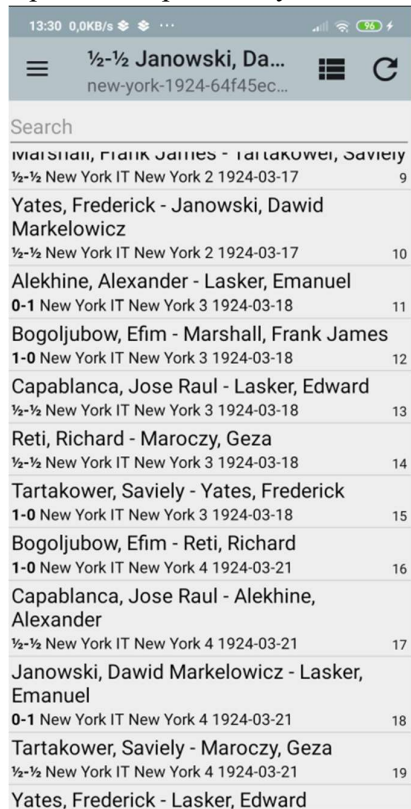 13:30 0,0KB/s ··· 96
½-½ Janowski, Da...
new-york-1924-64f45ec...
Search
Marshall, Frank James - Tartakower, Saviely
½-½ New York IT New York 2 1924-03-17 9
Yates, Frederick - Janowski, Dawid
Markelowicz
½-½ New York IT New York 2 1924-03-17 10
Alekhine, Alexander - Lasker, Emanuel
0-1 New York IT New York 3 1924-03-18 11
Bogoljubow, Efim - Marshall, Frank James
1-0 New York IT New York 3 1924-03-18 12
Capablanca, Jose Raul - Lasker, Edward
½-½ New York IT New York 3 1924-03-18 13
Reti, Richard - Maroczy, Geza
½-½ New York IT New York 3 1924-03-18 14
Tartakower, Saviely - Yates, Frederick
1-0 New York IT New York 3 1924-03-18 15
Bogoljubow, Efim - Reti, Richard
1-0 New York IT New York 4 1924-03-21 16
Capablanca, Jose Raul - Alekhine,
Alexander
½-½ New York IT New York 4 1924-03-21 17
Janowski, Dawid Markelowicz - Lasker,
Emanuel
0-1 New York IT New York 4 1924-03-21 18
Tartakower, Saviely - Maroczy, Geza
½-½ New York IT New York 4 1924-03-21 19
Yates, Frederick - Lasker, Edward